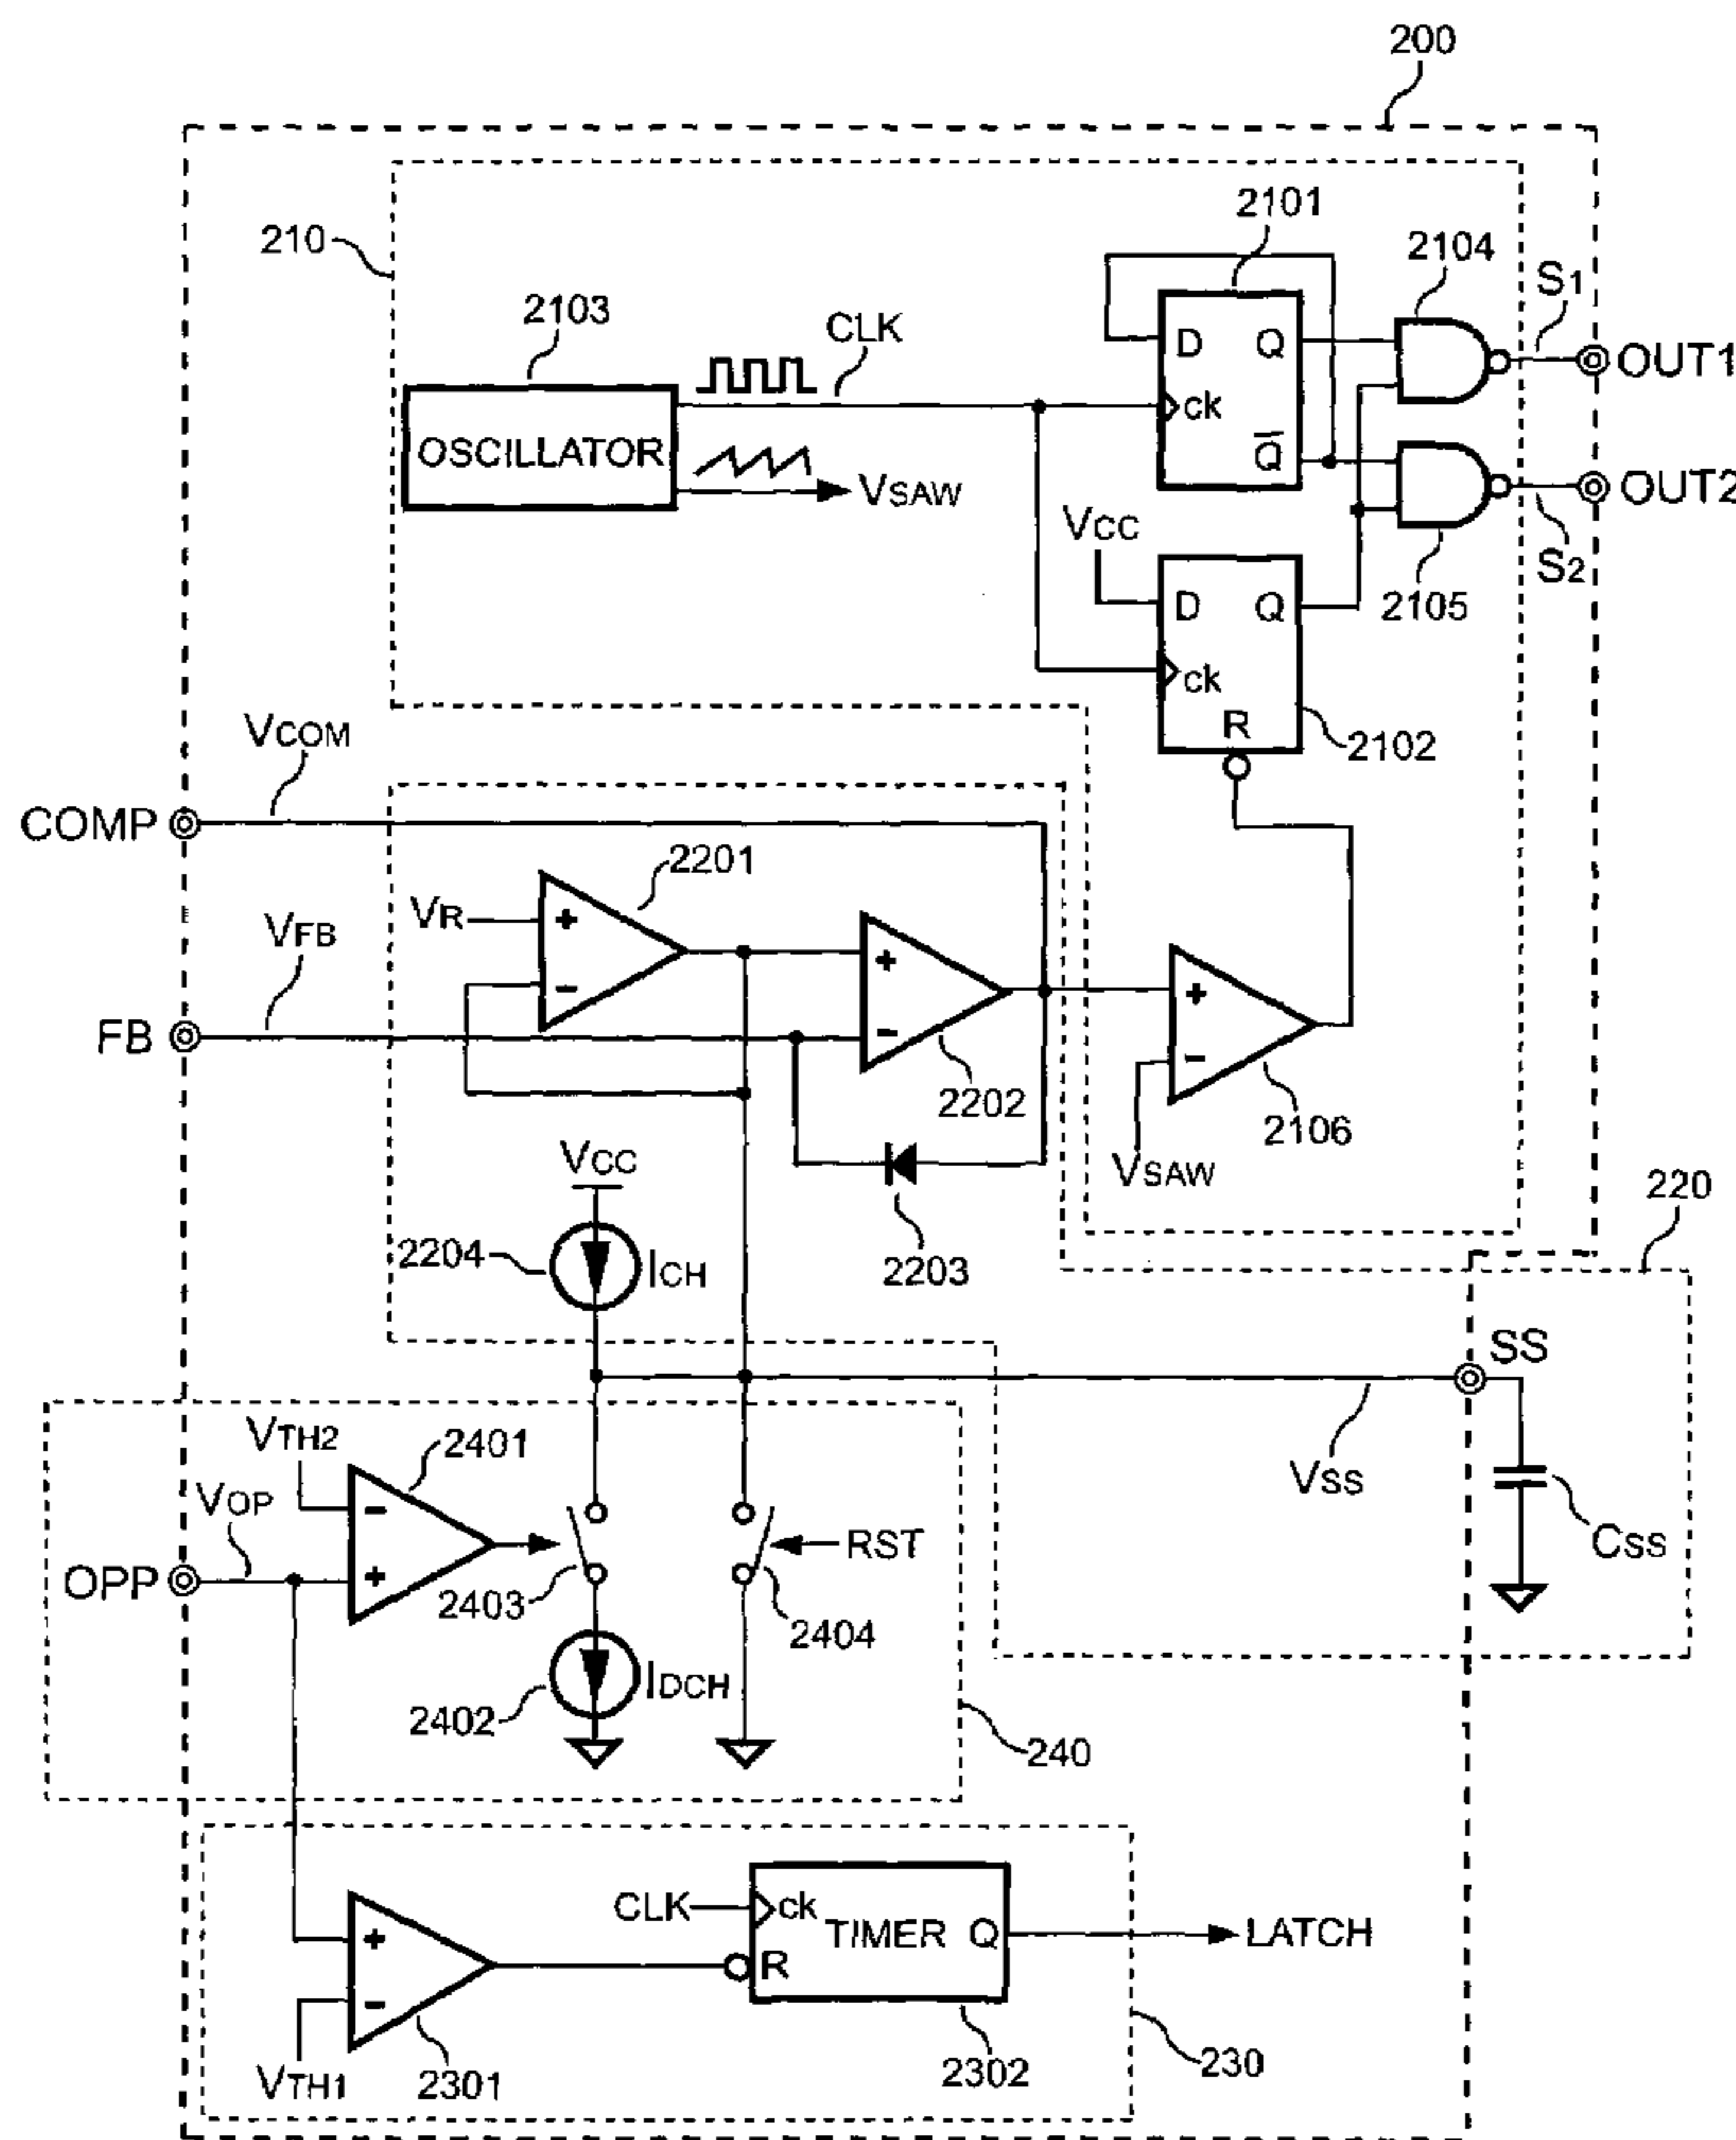 200
210
2101
2104
S1
2103
CLK
D
Q
OUT1
ck
OSCILLATOR
VSAW
Q
OUT2
VCC
S2
2105
D
Q
ck
R
2102
VCOM
COMP
2201
VR
+
-
VFB
FB
+
-
2202
+
-
2106
VSAW
VCC
2204
ICH
2203
220
SS
VTH2
2401
VOP
-
+
OPP
RST
VSS
CSS
2403
2404
2402
IDCH
240
CLK
ck
TIMER
Q
LATCH
R
+
-
VTH1
2301
2302
230